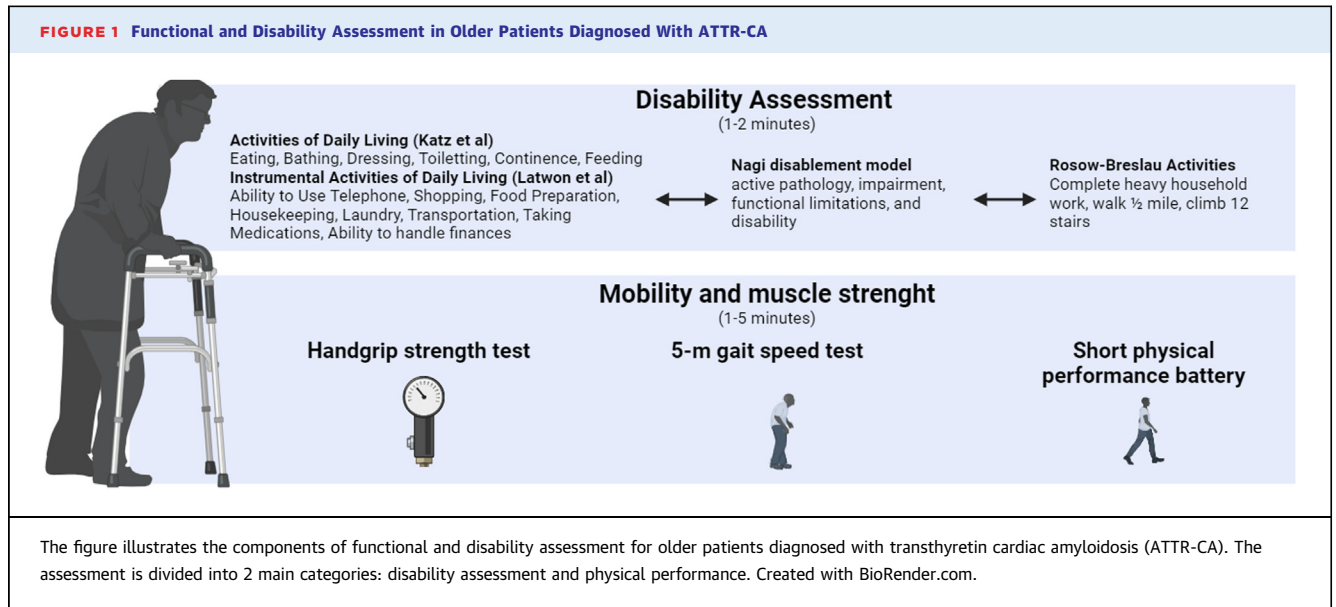 FIGURE 1 Functional and Disability Assessment in Older Patients Diagnosed With ATTR-CA
Disability Assessment
(1-2 minutes)
Activities of Daily Living (Katz et al)
Eating, Bathing, Dressing, Toiletting, Continence, Feeding
Instrumental Activities of Daily Living (Latwon et al)
Ability to Use Telephone, Shopping, Food Preparation,
Housekeeping, Laundry, Transportation, Taking
Medications, Ability to handle finances
Nagi disablement model
active pathology, impairment,
functional limitations, and
disability
Rosow-Breslau Activities
Complete heavy household
work, walk ½ mile, climb 12
stairs
Mobility and muscle strenght
(1-5 minutes)
Handgrip strength test
5-m gait speed test
Short physical
performance battery
The figure illustrates the components of functional and disability assessment for older patients diagnosed with transthyretin cardiac amyloidosis (ATTR-CA). The
assessment is divided into 2 main categories: disability assessment and physical performance. Created with BioRender.com.